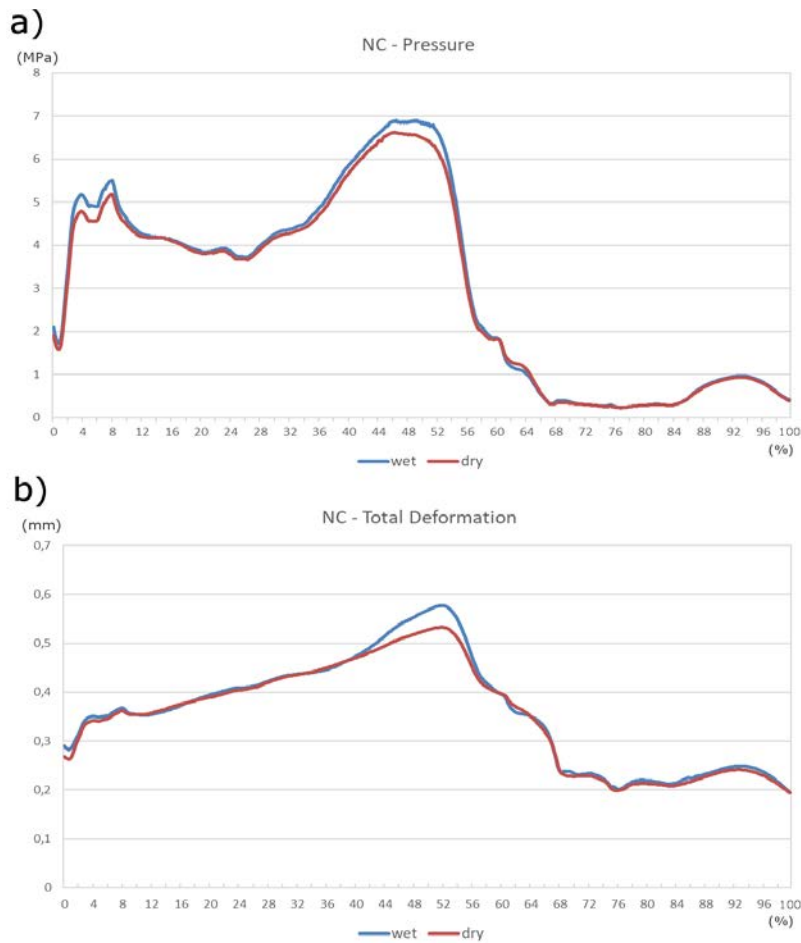 a)
NC - Pressure
(MPa)
8
7
6
5
4
3
2
1
0
0 4 8 12 16 20 24 28 32 36 40 44 48 52 56 60 64 68 72 76 80 84 88 92 96 100
(%)
wet dry
b)
NC - Total Deformation
(mm)
0,7
0,6
0,5
0,4
0,3
0,2
0,1
0
0 4 8 12 16 20 24 28 32 36 40 44 48 52 56 60 64 68 72 76 80 84 88 92 96 100
(%)
wet dry